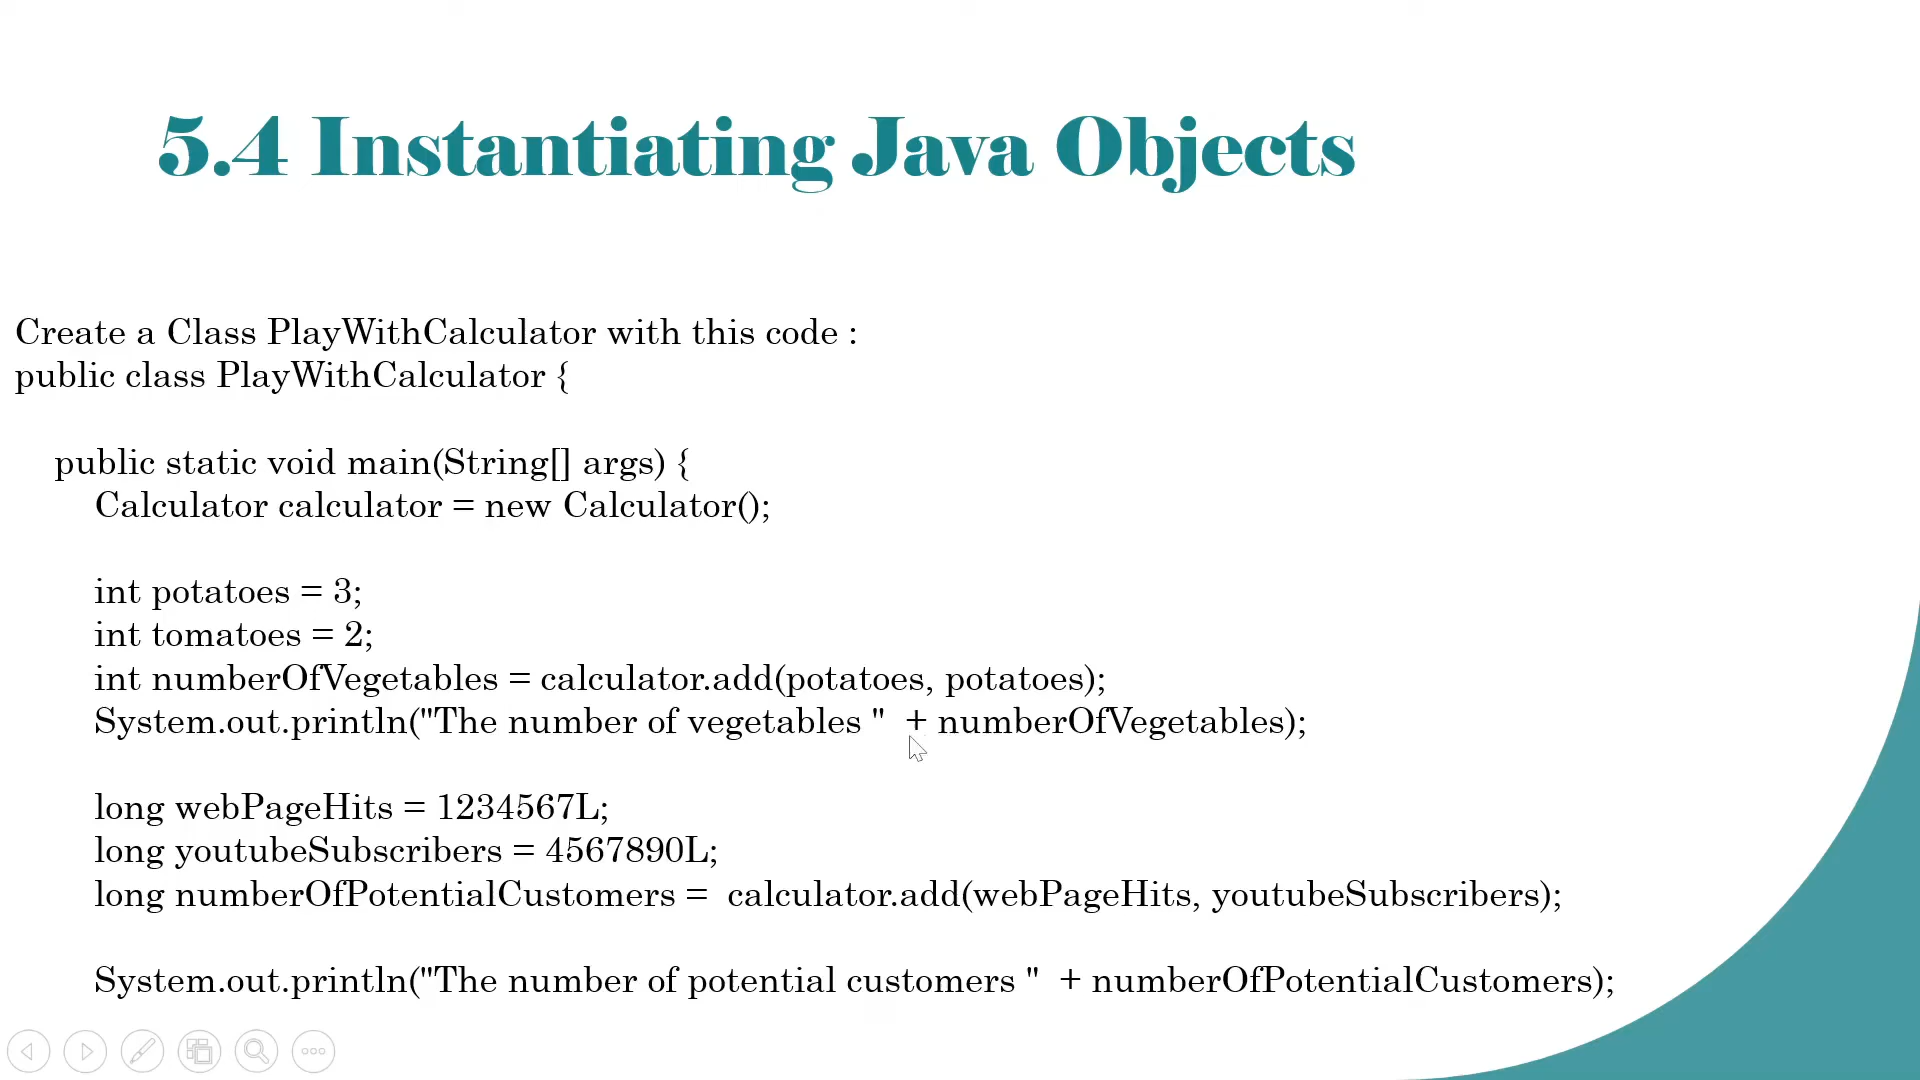 5.4 Instantiating Java Objects
Create a Class PlayWithCalculator with this code :
public class PlayWithCalculator {
public static void main(String[] args) {
Calculator calculator = new Calculator();
int potatoes = 3;
int tomatoes = 2;
int numberOfVegetables = calculator.add(potatoes, potatoes);
System.out.println("The number of vegetables "  + numberOfVegetables);
long webPageHits = 1234567L;
long youtubeSubscribers = 4567890L;
long numberOfPotentialCustomers =  calculator.add(webPageHits, youtubeSubscribers);
System.out.println("The number of potential customers "  + numberOfPotentialCustomers);